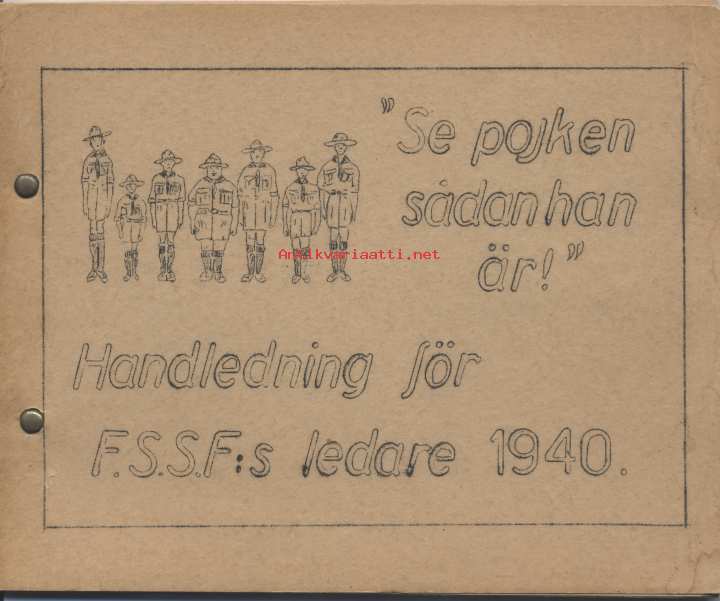 "Se pojken
sådan han
är!"
Antikvariaatti.net
Handledning för
F.S.S.F:s ledare 1940.